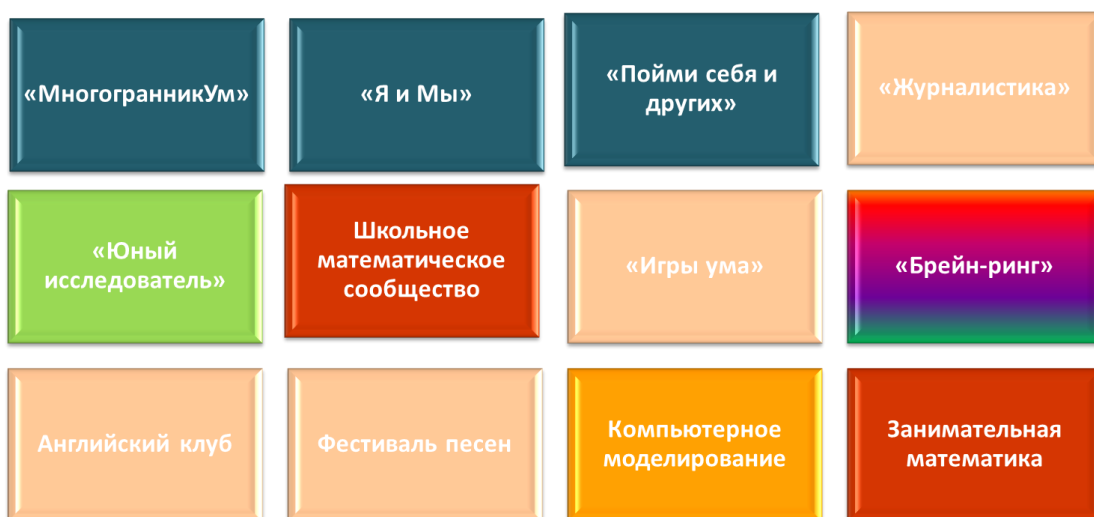 «МногогранникУм»
«Я и Мы»
«Пойми себя и
других»
«Журналистика»
«Юный
исследователь»
Школьное
математическое
сообщество
«Игры ума»
«Брейн-ринг»
Английский клуб
Фестиваль песен
Компьютерное
моделирование
Занимательная
математика